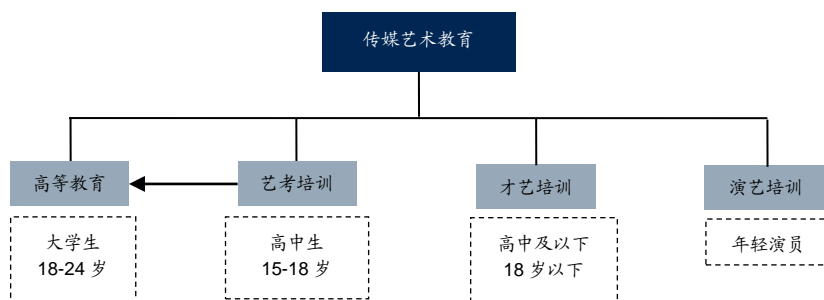 传媒艺术教育
高等教育
艺考培训
才艺培训
演艺培训
大学生
18-24 岁
高中生
15-18 岁
高中及以下
18 岁以下
年轻演员